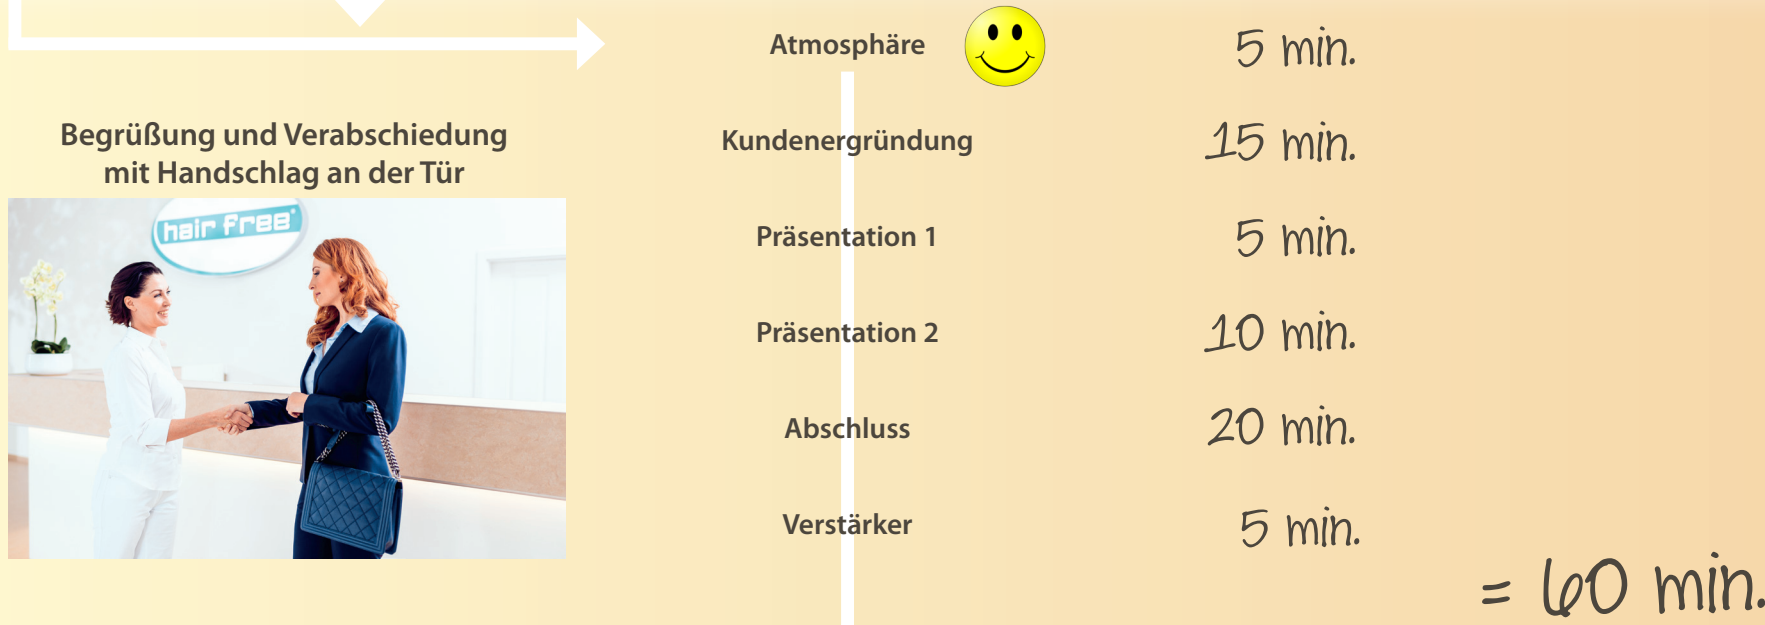 Atmosphäre 5 min.
Begrüßung und Verabschiedung
mit Handschlag an der Tür
hair free
Kundenergründung 15 min.
Präsentation 1 5 min.
Präsentation 2 10 min.
Abschluss 20 min.
Verstärker 5 min.
= 60 min.